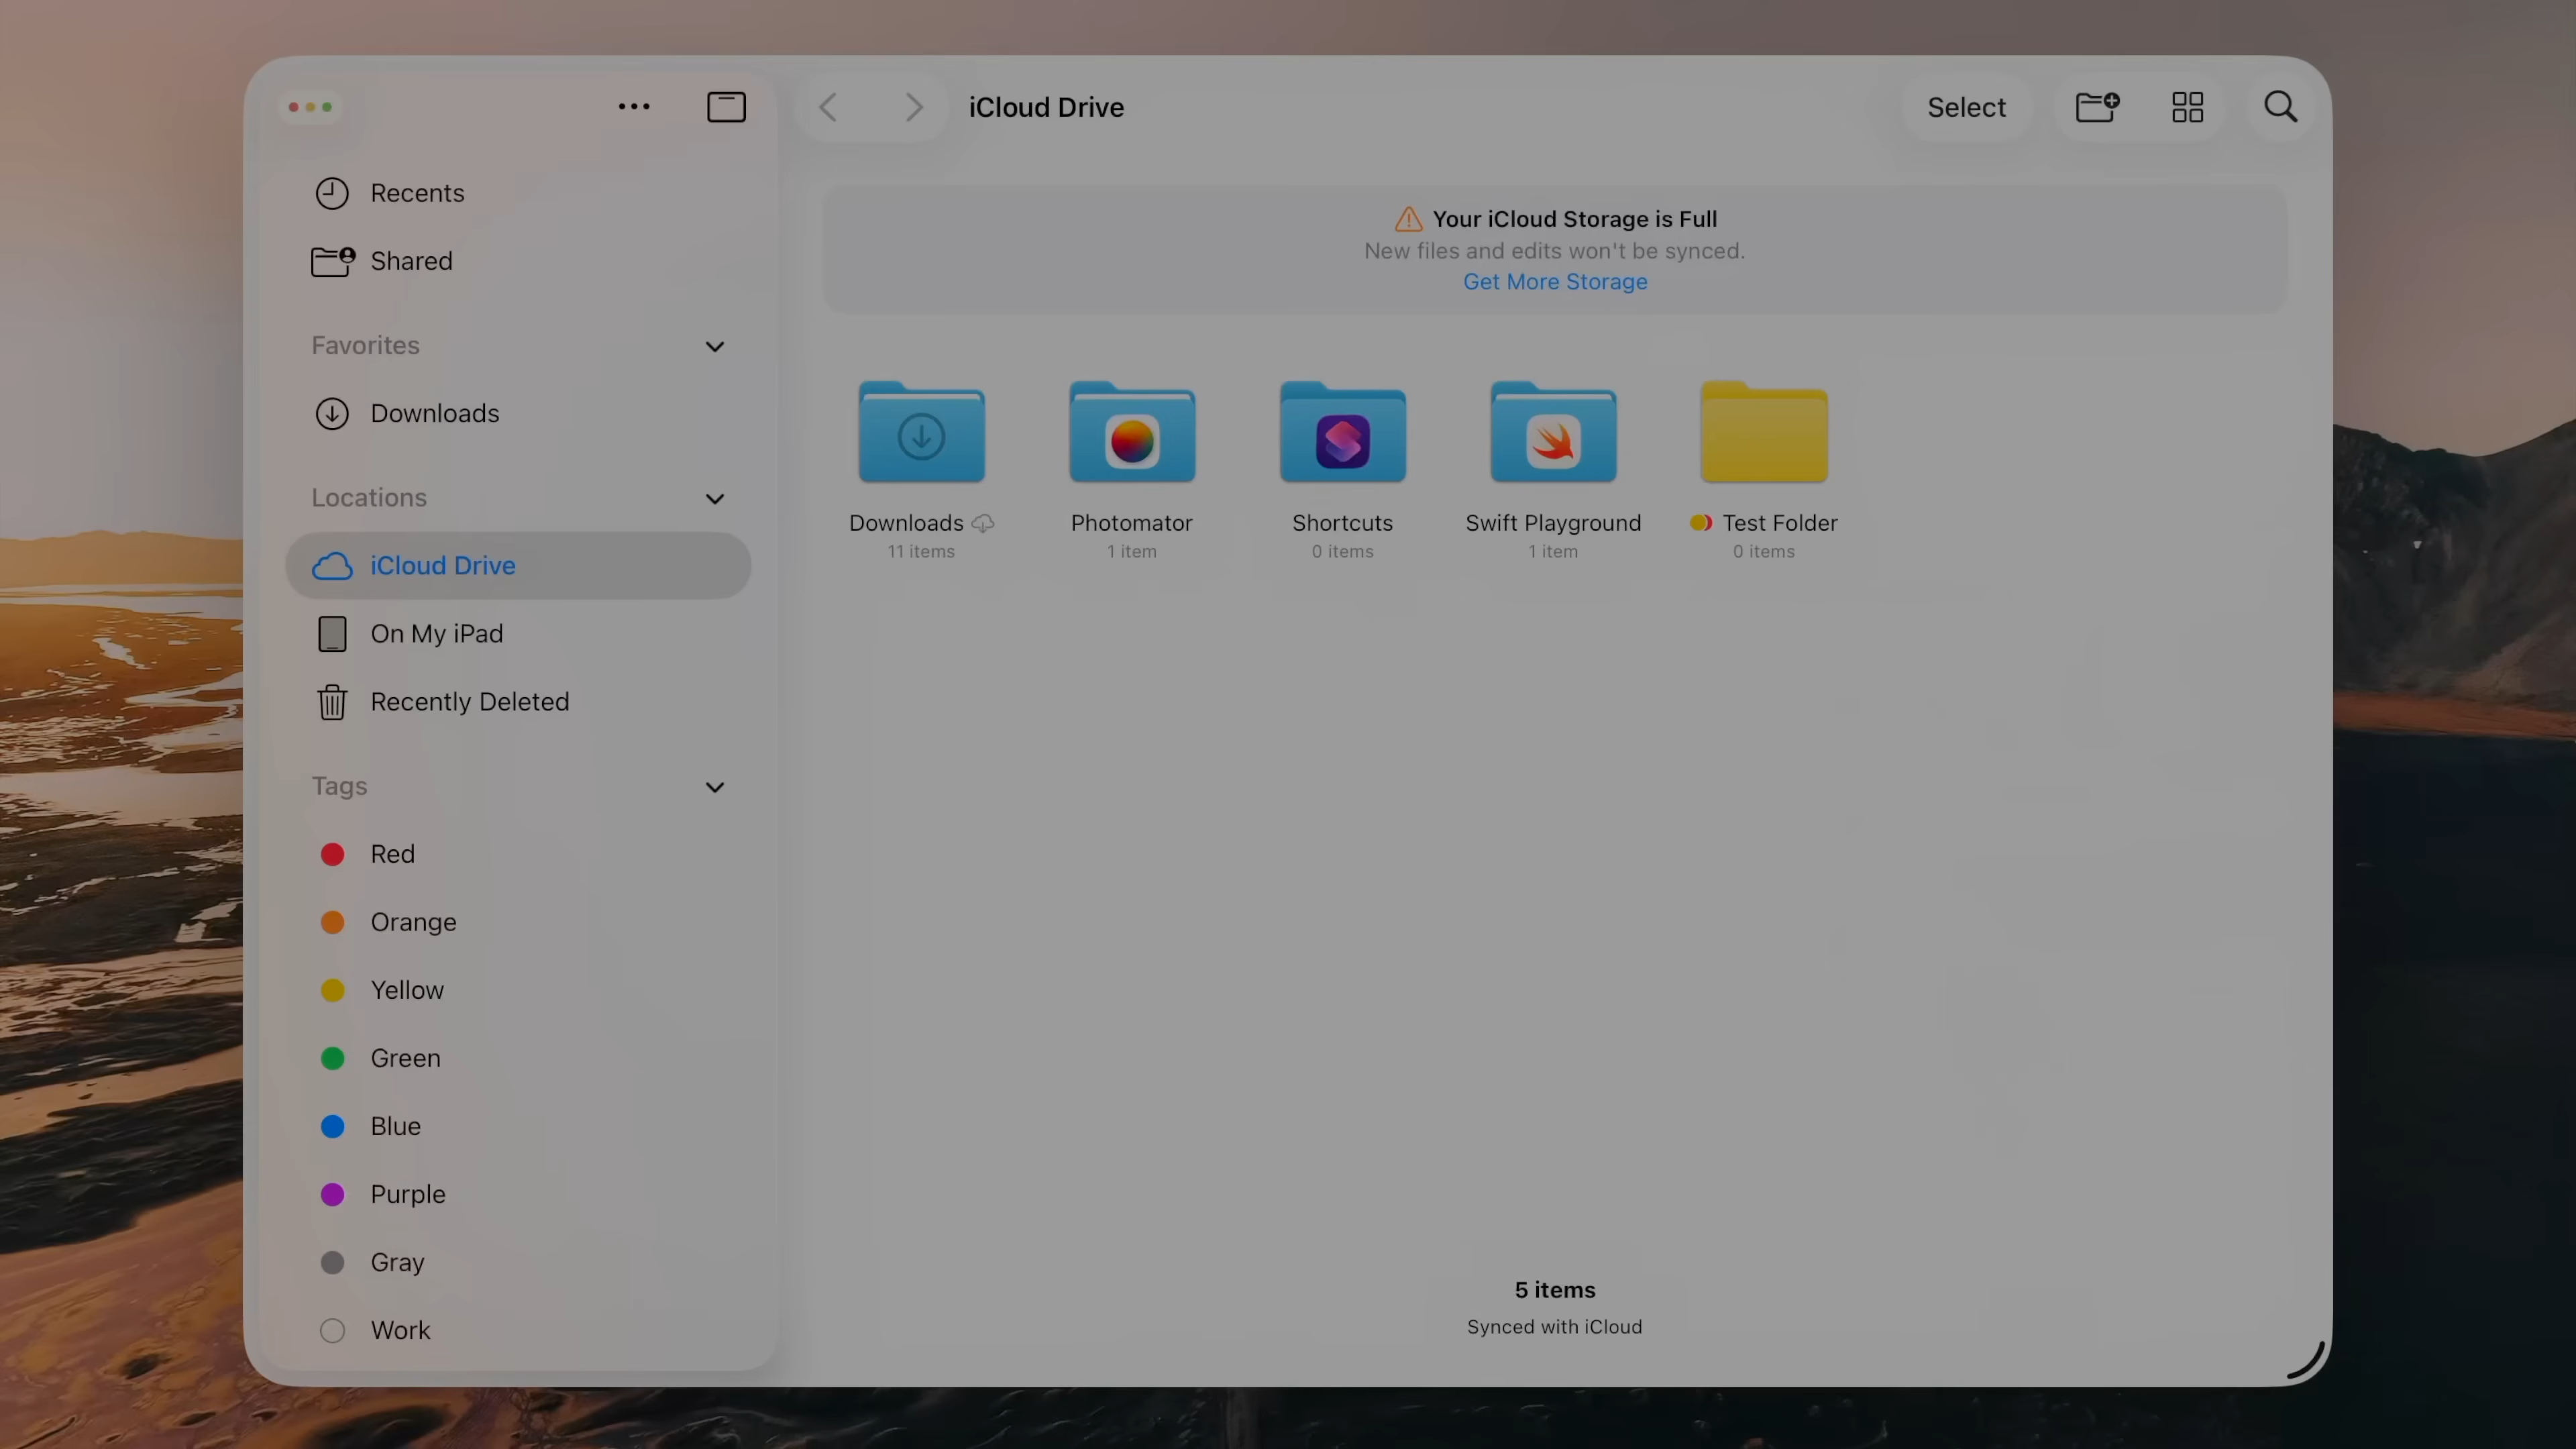 iCloud Drive
Select
Recents
Shared
Favorites
Downloads
Locations
iCloud Drive
On My iPad
Recently Deleted
Tags
Red
Orange
Yellow
Green
Blue
Purple
Gray
Work
Your iCloud Storage is Full
New files and edits won't be synced.
Get More Storage
Downloads
11 items
Photomator
1 item
Shortcuts
0 items
Swift Playground
1 item
Test Folder
0 items
5 items
Synced with iCloud